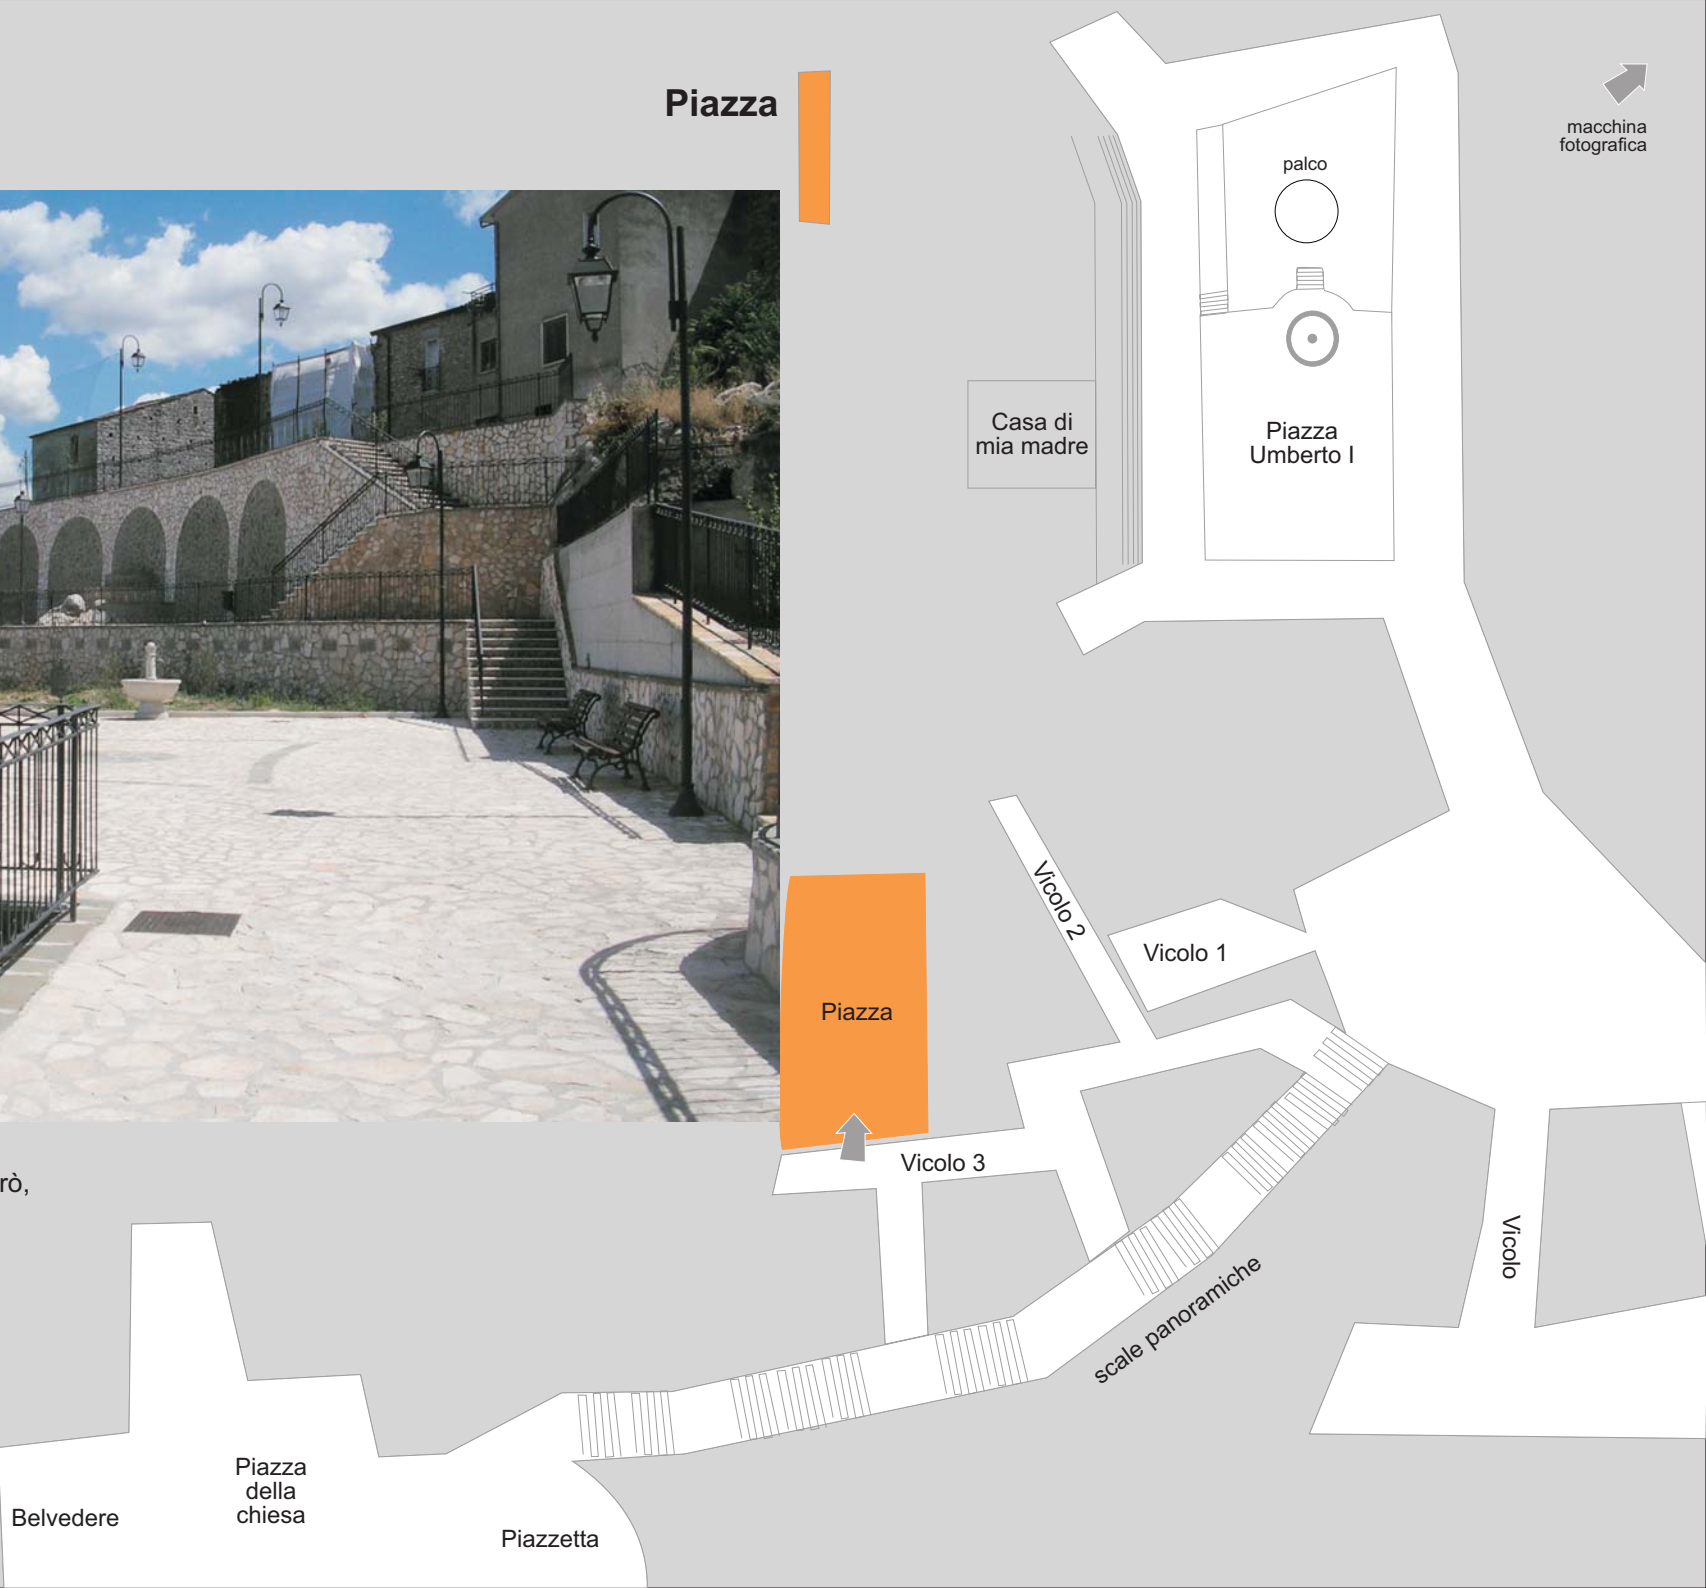 Piazza
macchina
fotografica
palco
Casa di
mia madre
Piazza
Umberto I
Vicolo 2
Vicolo 1
Piazza
Vicolo 3
rò,
Vicolo
scale panoramiche
Piazza
della
chiesa
Belvedere
Piazzetta